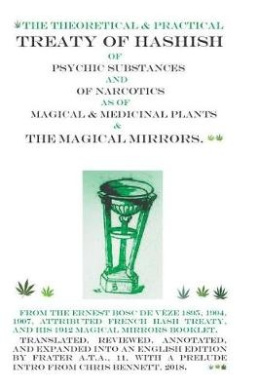 THE THEORETICAL & PRACTICAL
TREATY OF HASHISH
OF
PSYCHIC SUBSTANCES
AND
OF NARCOTICS
AS OF
MAGICAL & MEDICINAL PLANTS
&
THE MAGICAL MIRRORS.
FROM THE ERNEST BOSC DE VÈZE 1895, 1904,
1907, ATTRIBUTED FRENCH HASH TREATY,
AND HIS 1912 MAGICAL MIRRORS BOOKLET.
TRANSLATED, REVIEWED, ANNOTATED,
AND EXPANDED INTO AN ENGLISH EDITION
BY FRATER A.T.A., 11. WITH A PRELUDE
INTRO FROM CHRIS BENNETT. 2018.